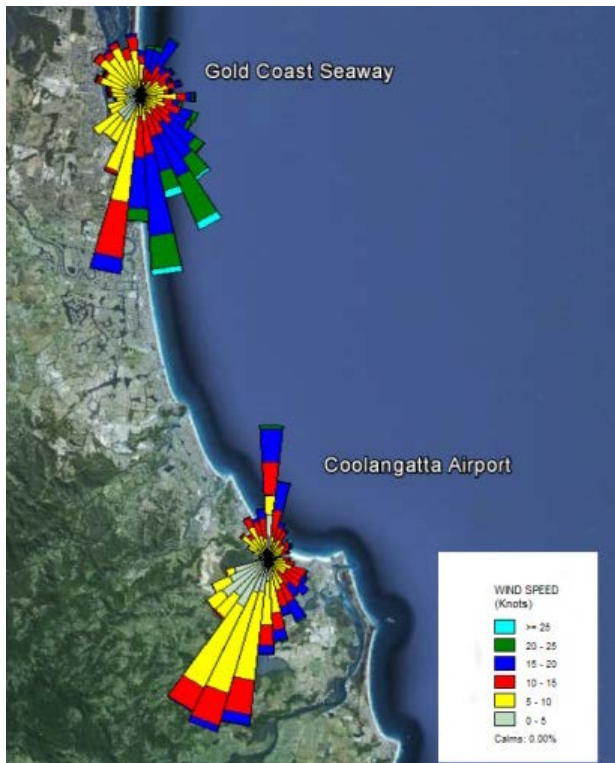 Gold Coast Seaway
Coolangatta Airport
WIND SPEED
(Knots)
>= 25
20 - 25
15 - 20
10 - 15
5 - 10
0 - 5
Calms: 0.00%